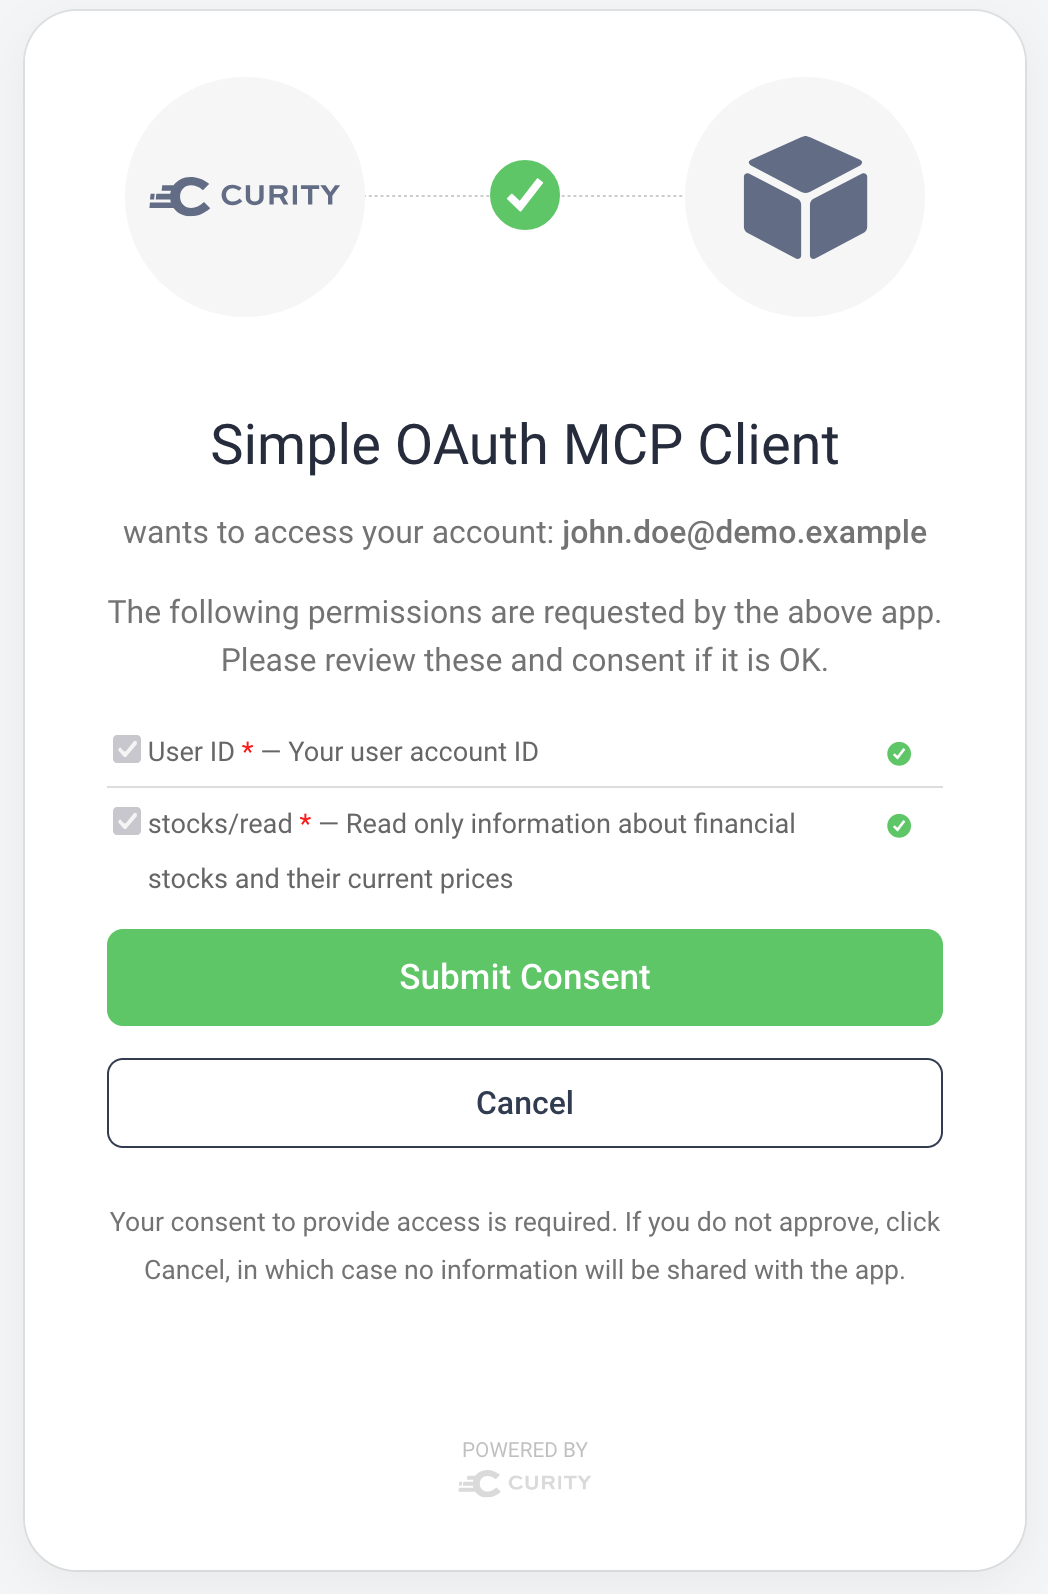 CURITY
Simple OAuth MCP Client
wants to access your account: john.doe@demo.example
The following permissions are requested by the above app.
Please review these and consent if it is OK.
User ID * — Your user account ID
stocks/read * — Read only information about financial
stocks and their current prices
Submit Consent
Cancel
Your consent to provide access is required. If you do not approve, click
Cancel, in which case no information will be shared with the app.
POWERED BY
CURITY